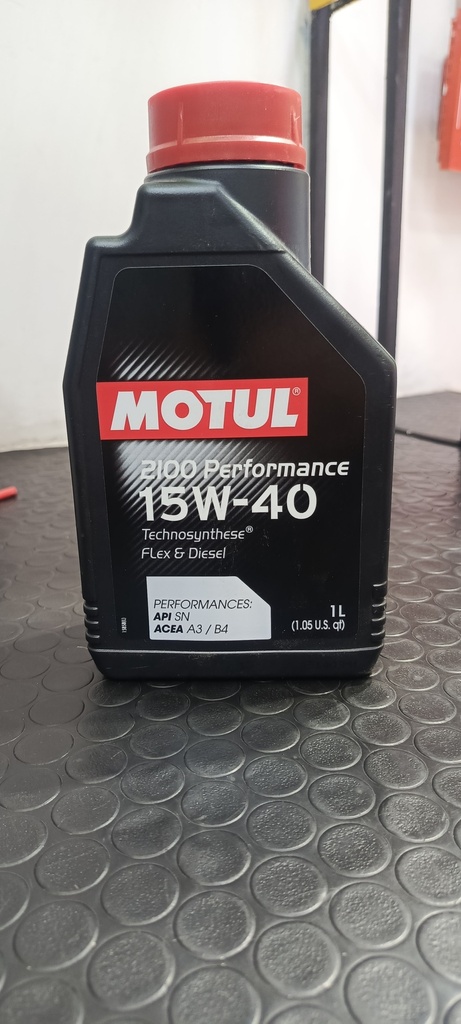 MOTUL®
2100 Performance
15W-40
Technosynthese®
Flex & Diesel
PERFORMANCES:
API SN
ACEA A3 / B4
1L
(1.05 U.S. qt)